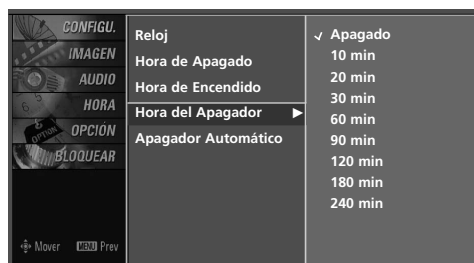 CONFIGU.
IMAGEN
AUDIO
HORA
OPCIÓN
OPTION
BLOQUEAR
Mover MENU Prev
Reloj
Hora de Apagado
Hora de Encendido
Hora del Apagador
Apagador Automático
Apagado
10 min
20 min
30 min
60 min
90 min
120 min
180 min
240 min